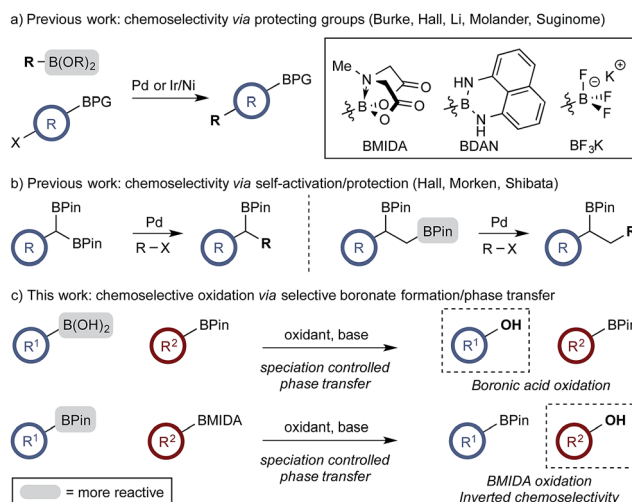 a) Previous work: chemoselectivity via protecting groups (Burke, Hall, Li, Molander, Suginome)
R B(OR)2
BPG
R
X
Pd or Ir/Ni
BPG
R
R
Me N O
B O O
O
BMIDA
HN
B
NH
BDAN
F K⊕
B ⊖ F
F
BF3K
b) Previous work: chemoselectivity via self-activation/protection (Hall, Morken, Shibata)
BPin
R BPin
Pd
R–X
BPin
R R
BPin
R BPin
Pd
R–X
BPin
R R
c) This work: chemoselective oxidation via selective boronate formation/phase transfer
B(OH)2
R1
BPin
R2
oxidant, base
speciation controlled
phase transfer
OH
R1
BPin
R2
Boronic acid oxidation
BPin
R1
BMIDA
R2
oxidant, base
speciation controlled
phase transfer
BPin
R1
OH
R2
BMIDA oxidation
Inverted chemoselectivity
= more reactive